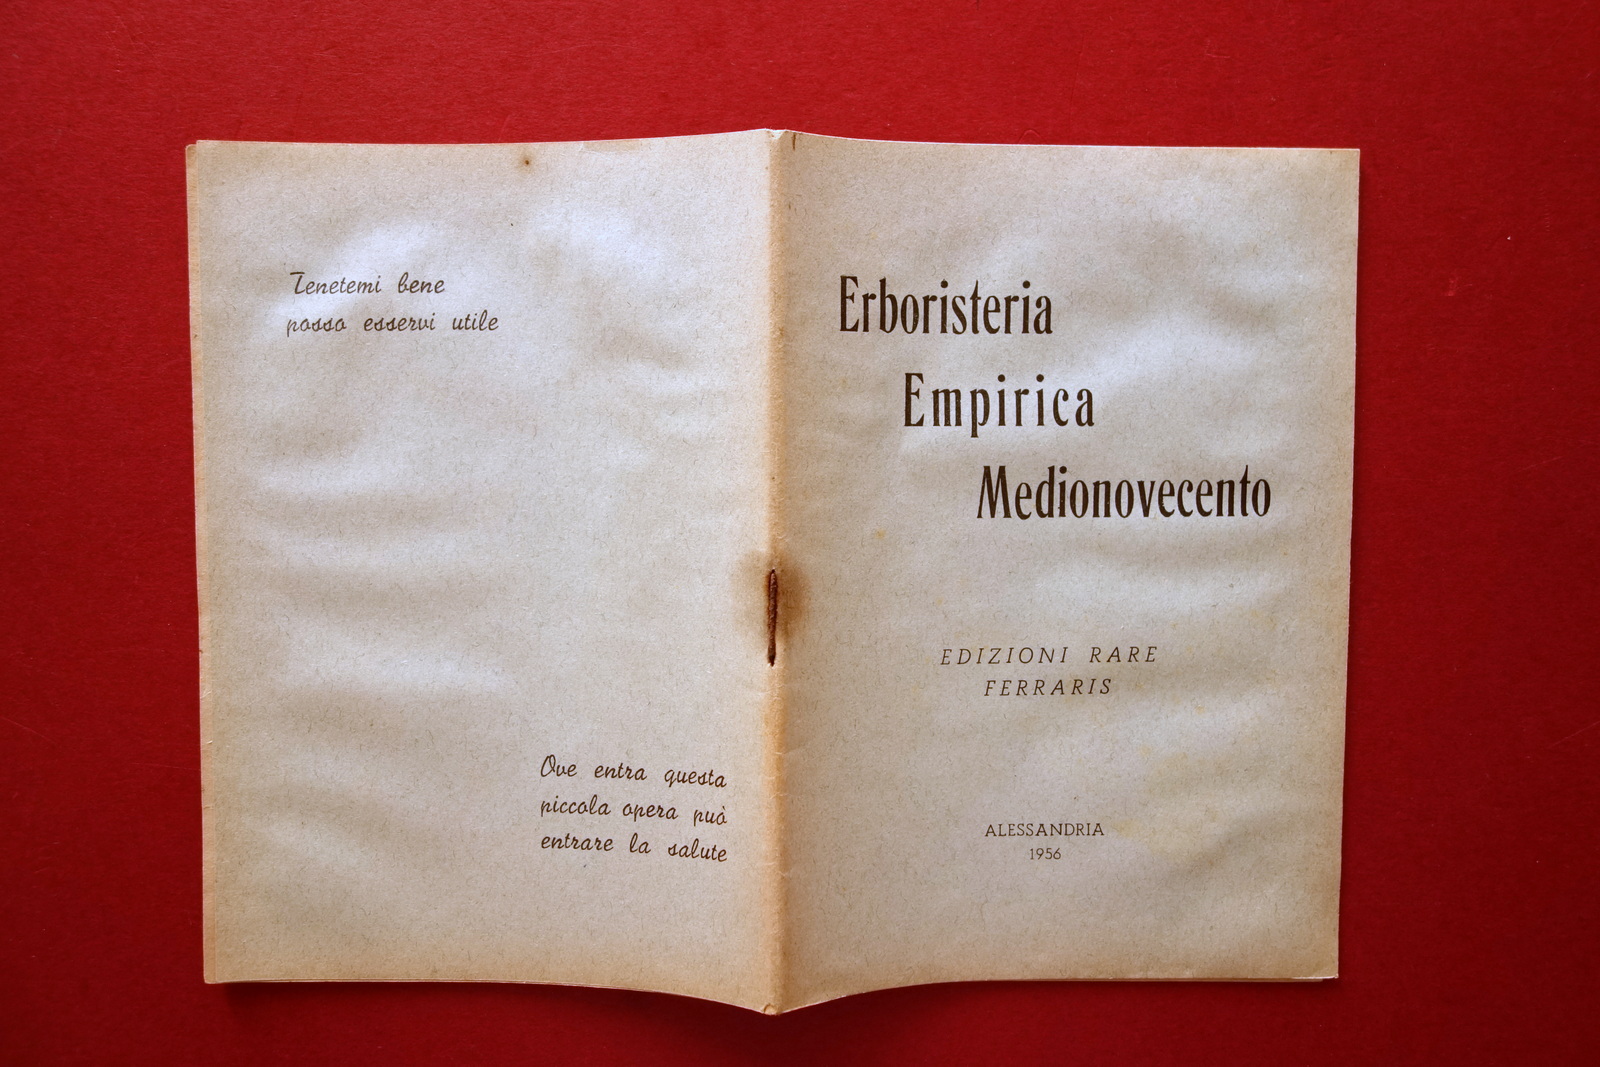 Tenetemi bene
posso esservi utile
Ove entra questa
piccola opera può
entrare la salute
Erboristeria
Empirica
Medionovecento
EDIZIONI RARE
FERRARIS
ALESSANDRIA
1956